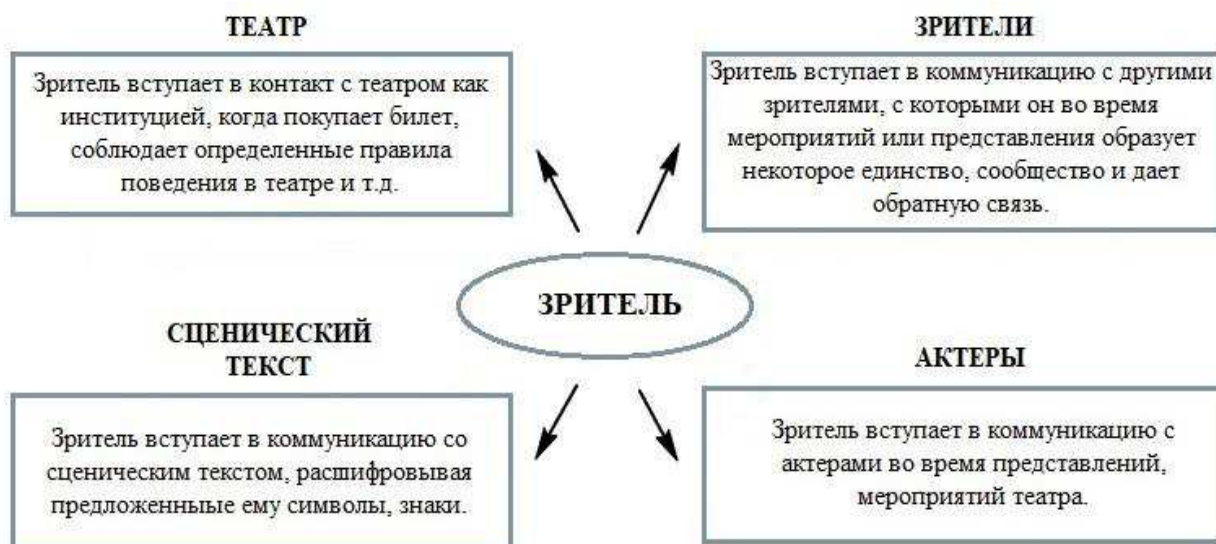 ТЕАТР
Зритель вступает в контакт с театром как
институцией, когда покупает билет,
соблюдает определенные правила
поведения в театре и т.д.
ЗРИТЕЛИ
Зритель вступает в коммуникацию с другими
зрителями, с которыми он во время
мероприятий или представления образует
некоторое единство, сообщество и дает
обратную связь.
ЗРИТЕЛЬ
СЦЕНИЧЕСКИЙ
ТЕКСТ
Зритель вступает в коммуникацию со
сценическим текстом, расшифровывая
предложенныые ему символы, знаки.
АКТЕРЫ
Зритель вступает в коммуникацию с
актерами во время представлений,
мероприятий театра.